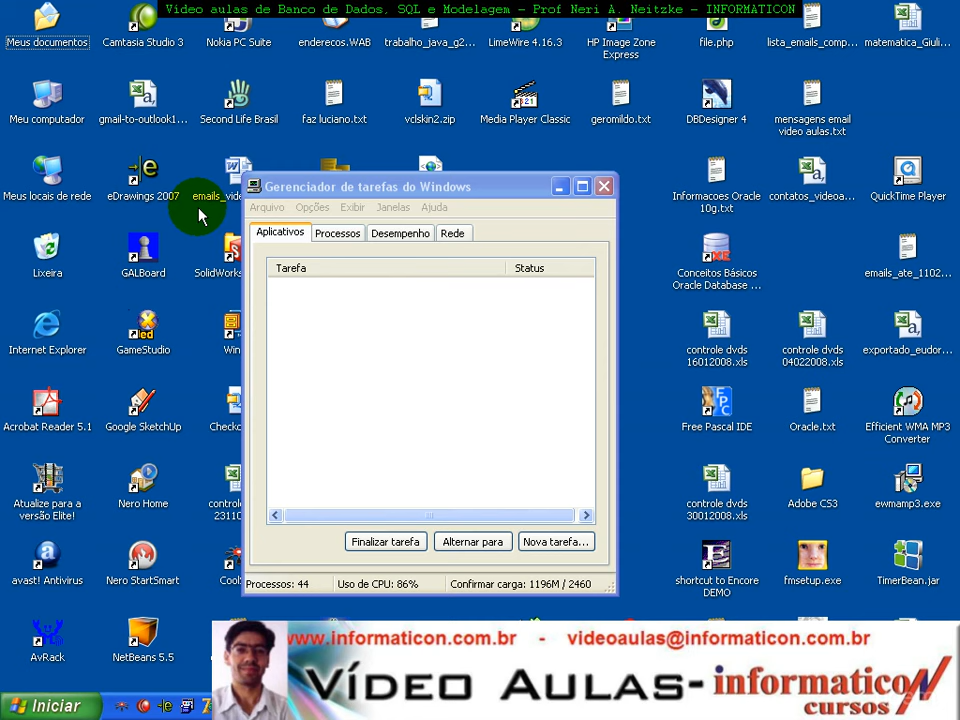 Vídeo aulas de Banco de Dados, SQL e Modelagem - Prof Neri A. Neitzke - INFORMATICON
Meus documentos
Camtasia Studio 3
Nokia PC Suite
enderecos.WAB
trabalho_java_g2...
LimeWire 4.16.3
HP Image Zone
Express
file.php
lista_emails_comp...
matematica_Giuli...
Meu computador
gmail-to-outlook1...
Second Life Brasil
faz luciano.txt
vclskin2.zip
Media Player Classic
geromildo.txt
DBDesigner 4
mensagens email
video aulas.txt
Meus locais de rede
eDrawings 2007
emails_vide
Informacoes Oracle
10g.txt
contatos_videoa...
QuickTime Player
Gerenciador de tarefas do Windows
Arquivo Opções Exibir Janelas Ajuda
Aplicativos Processos Desempenho Rede
Tarefa Status
Lixeira
GALBoard
SolidWorks
Conceitos Básicos
Oracle Database ...
emails_ate_1102...
Internet Explorer
GameStudio
Win
controle dvds
16012008.xls
controle dvds
04022008.xls
exportado_eudor...
Acrobat Reader 5.1
Google SketchUp
Checko
Free Pascal IDE
Oracle.txt
Efficient WMA MP3
Converter
Atualize para a
versão Elite!
Nero Home
contro
23110
controle dvds
30012008.xls
Adobe CS3
ewmamp3.exe
Finalizar tarefa Alternar para Nova tarefa...
Processos: 44 Uso de CPU: 86% Confirmar carga: 1196M / 2460
avast! Antivirus
Nero StartSmart
Cool
shortcut to Encore
DEMO
fmsetup.exe
TimerBean.jar
AvRack
NetBeans 5.5
www.informaticon.com.br - videoaulas@informaticon.com.br
Vídeo Aulas-informaticon
cursos
Iniciar